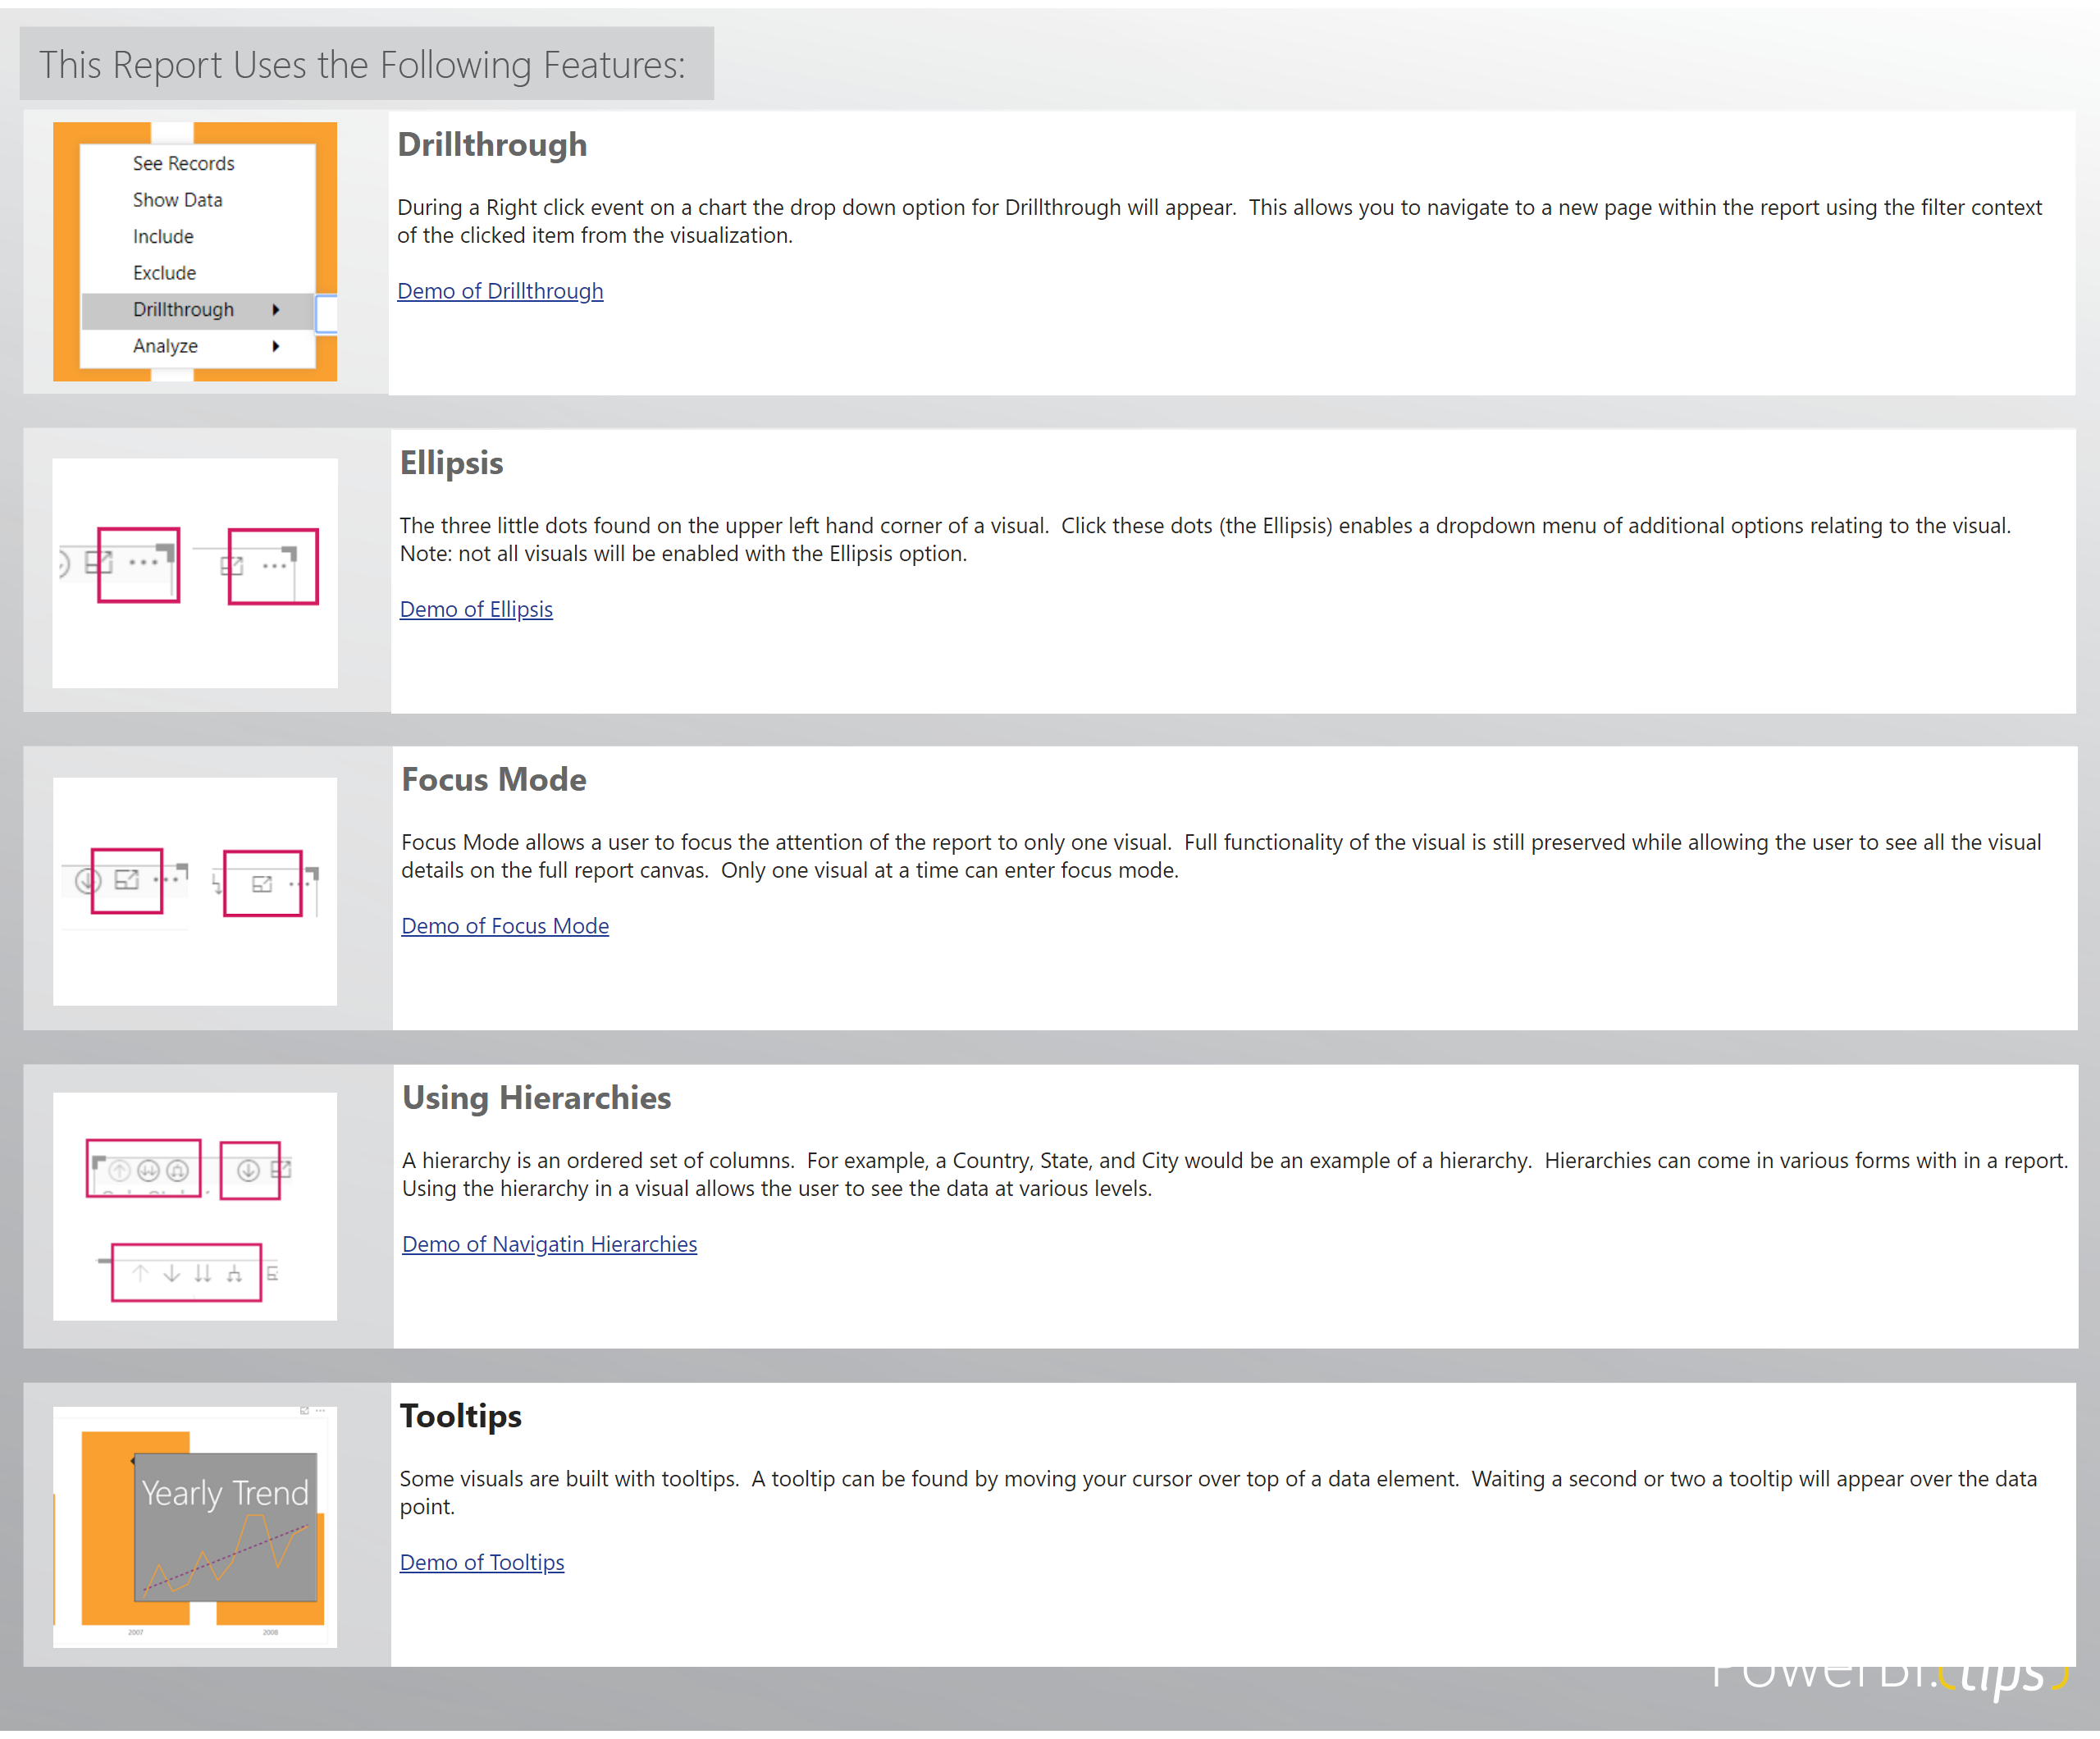 This Report Uses the Following Features:
See Records
Show Data
Include
Exclude
Drillthrough
Analyze
Drillthrough
During a Right click event on a chart the drop down option for Drillthrough will appear.  This allows you to navigate to a new page within the report using the filter context
of the clicked item from the visualization.
Demo of Drillthrough
Ellipsis
The three little dots found on the upper left hand corner of a visual.  Click these dots (the Ellipsis) enables a dropdown menu of additional options relating to the visual.
Note: not all visuals will be enabled with the Ellipsis option.
Demo of Ellipsis
Focus Mode
Focus Mode allows a user to focus the attention of the report to only one visual.  Full functionality of the visual is still preserved while allowing the user to see all the visual
details on the full report canvas.  Only one visual at a time can enter focus mode.
Demo of Focus Mode
Using Hierarchies
A hierarchy is an ordered set of columns.  For example, a Country, State, and City would be an example of a hierarchy.  Hierarchies can come in various forms with in a report.
Using the hierarchy in a visual allows the user to see the data at various levels.
Demo of Navigatin Hierarchies
Yearly Trend
2007
2008
Tooltips
Some visuals are built with tooltips.  A tooltip can be found by moving your cursor over top of a data element.  Waiting a second or two a tooltip will appear over the data
point.
Demo of Tooltips
PowerBI.tips